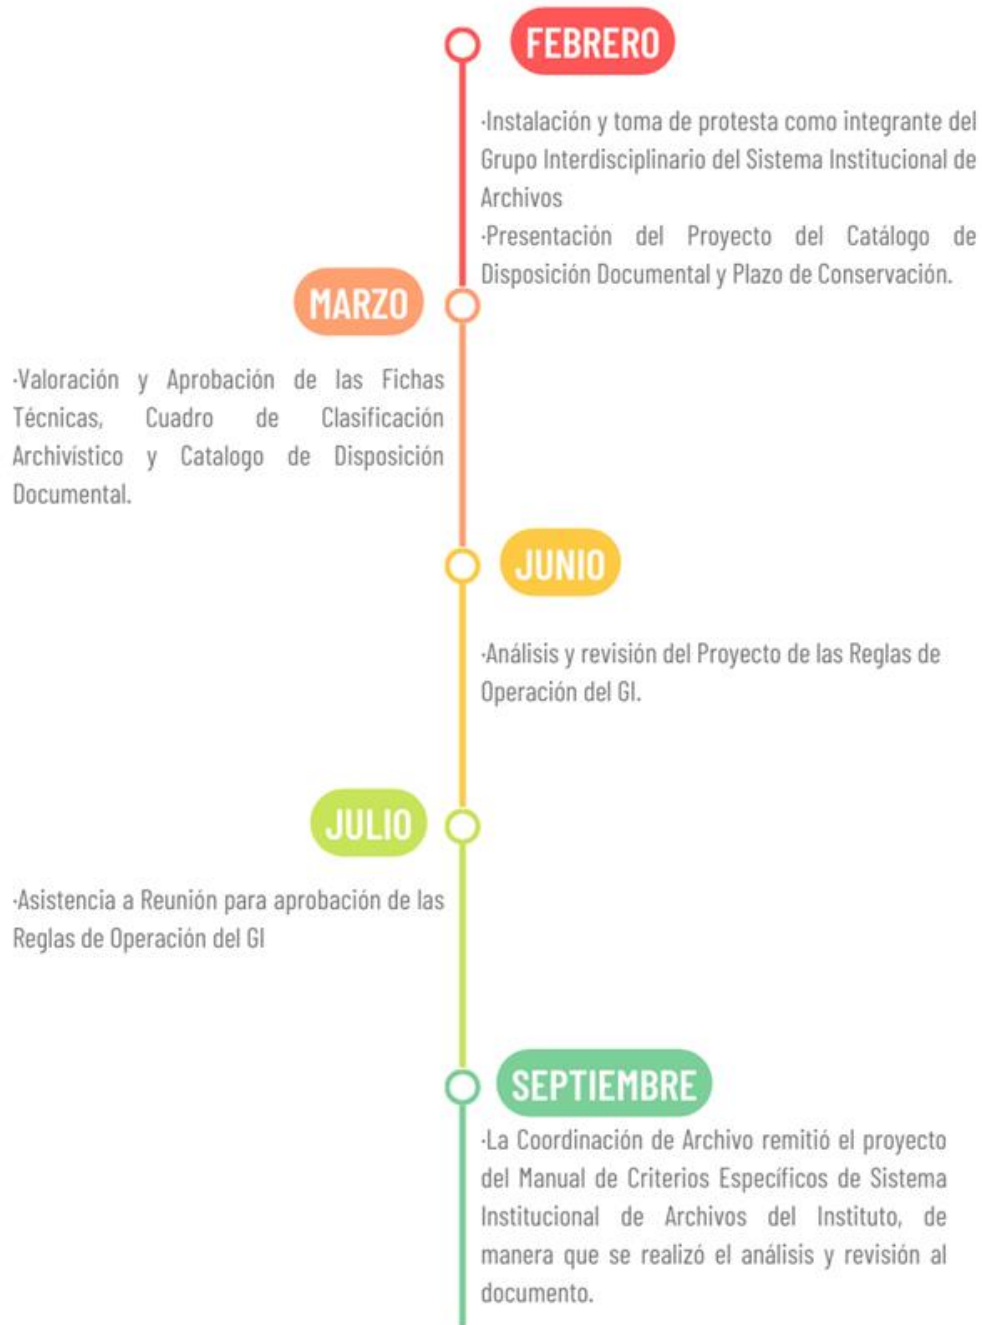 FEBRERO
·Instalación y toma de protesta como integrante del
Grupo Interdisciplinario del Sistema Institucional de
Archivos
·Presentación del Proyecto del Catálogo de
Disposición Documental y Plazo de Conservación.
MARZO
·Valoración y Aprobación de las Fichas
Técnicas, Cuadro de Clasificación
Archivístico y Catalogo de Disposición
Documental.
JUNIO
·Análisis y revisión del Proyecto de las Reglas de
Operación del GI.
JULIO
·Asistencia a Reunión para aprobación de las
Reglas de Operación del GI
SEPTIEMBRE
·La Coordinación de Archivo remitió el proyecto
del Manual de Criterios Específicos de Sistema
Institucional de Archivos del Instituto, de
manera que se realizó el análisis y revisión al
documento.